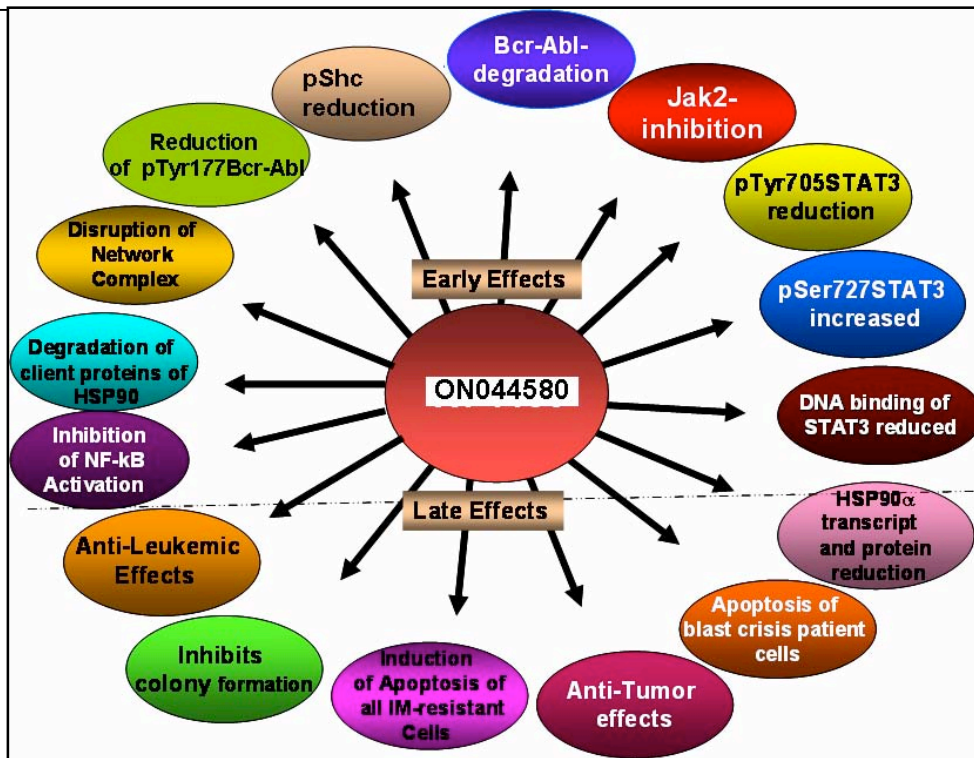 Bcr-Abl-
degradation
pShc
reduction
Jak2-
inhibition
Reduction
of pTyr177Bcr-Abl
pTyr705STAT3
reduction
Disruption of
Network
Complex
Early Effects
pSer727STAT3
increased
Degradation of
client proteins of
HSP90
ON044580
DNA binding of
STAT3 reduced
Inhibition
of NF-kB
Activation
Late Effects
HSP90α
transcript
and protein
reduction
Anti-Leukemic
Effects
Apoptosis of
blast crisis patient
cells
Inhibits
colony formation
Induction
of Apoptosis of
all IM-resistant
Cells
Anti-Tumor
effects